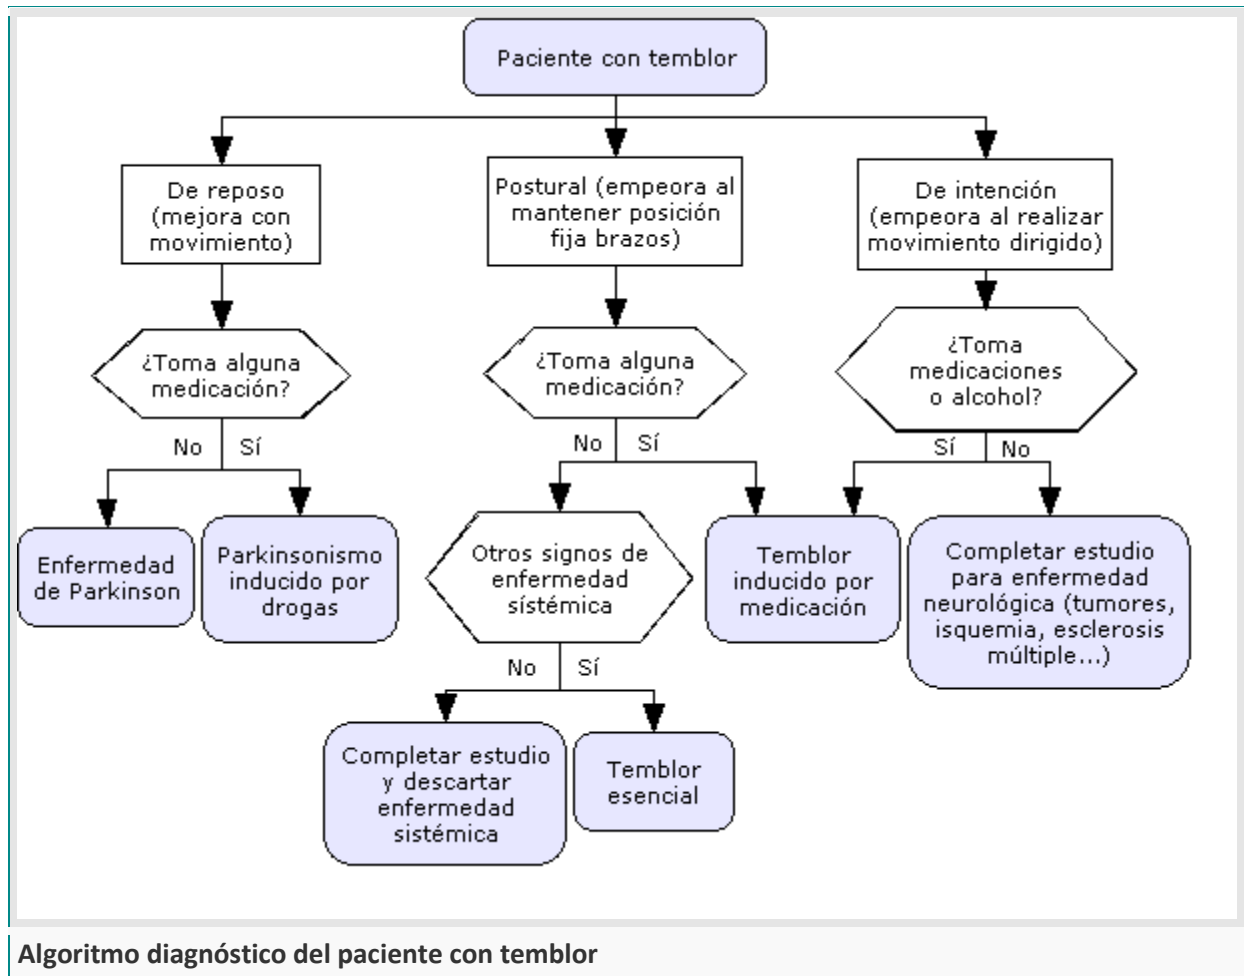 Paciente con temblor
De reposo
(mejora con
movimiento)
Postural (empeora al
mantener posición
fija brazos)
De intención
(empeora al realizar
movimiento dirigido)
¿Toma alguna
medicación?
¿Toma alguna
medicación?
¿Toma
medicaciones
o alcohol?
No
Sí
No
Sí
Sí
No
Enfermedad
de Parkinson
Parkinsonismo
inducido por
drogas
Otros signos de
enfermedad
sístémica
Temblor
inducido por
medicación
Completar estudio
para enfermedad
neurológica (tumores,
isquemia, esclerosis
múltiple...)
No
Sí
Completar estudio
y descartar
enfermedad
sistémica
Temblor
esencial
Algoritmo diagnóstico del paciente con temblor